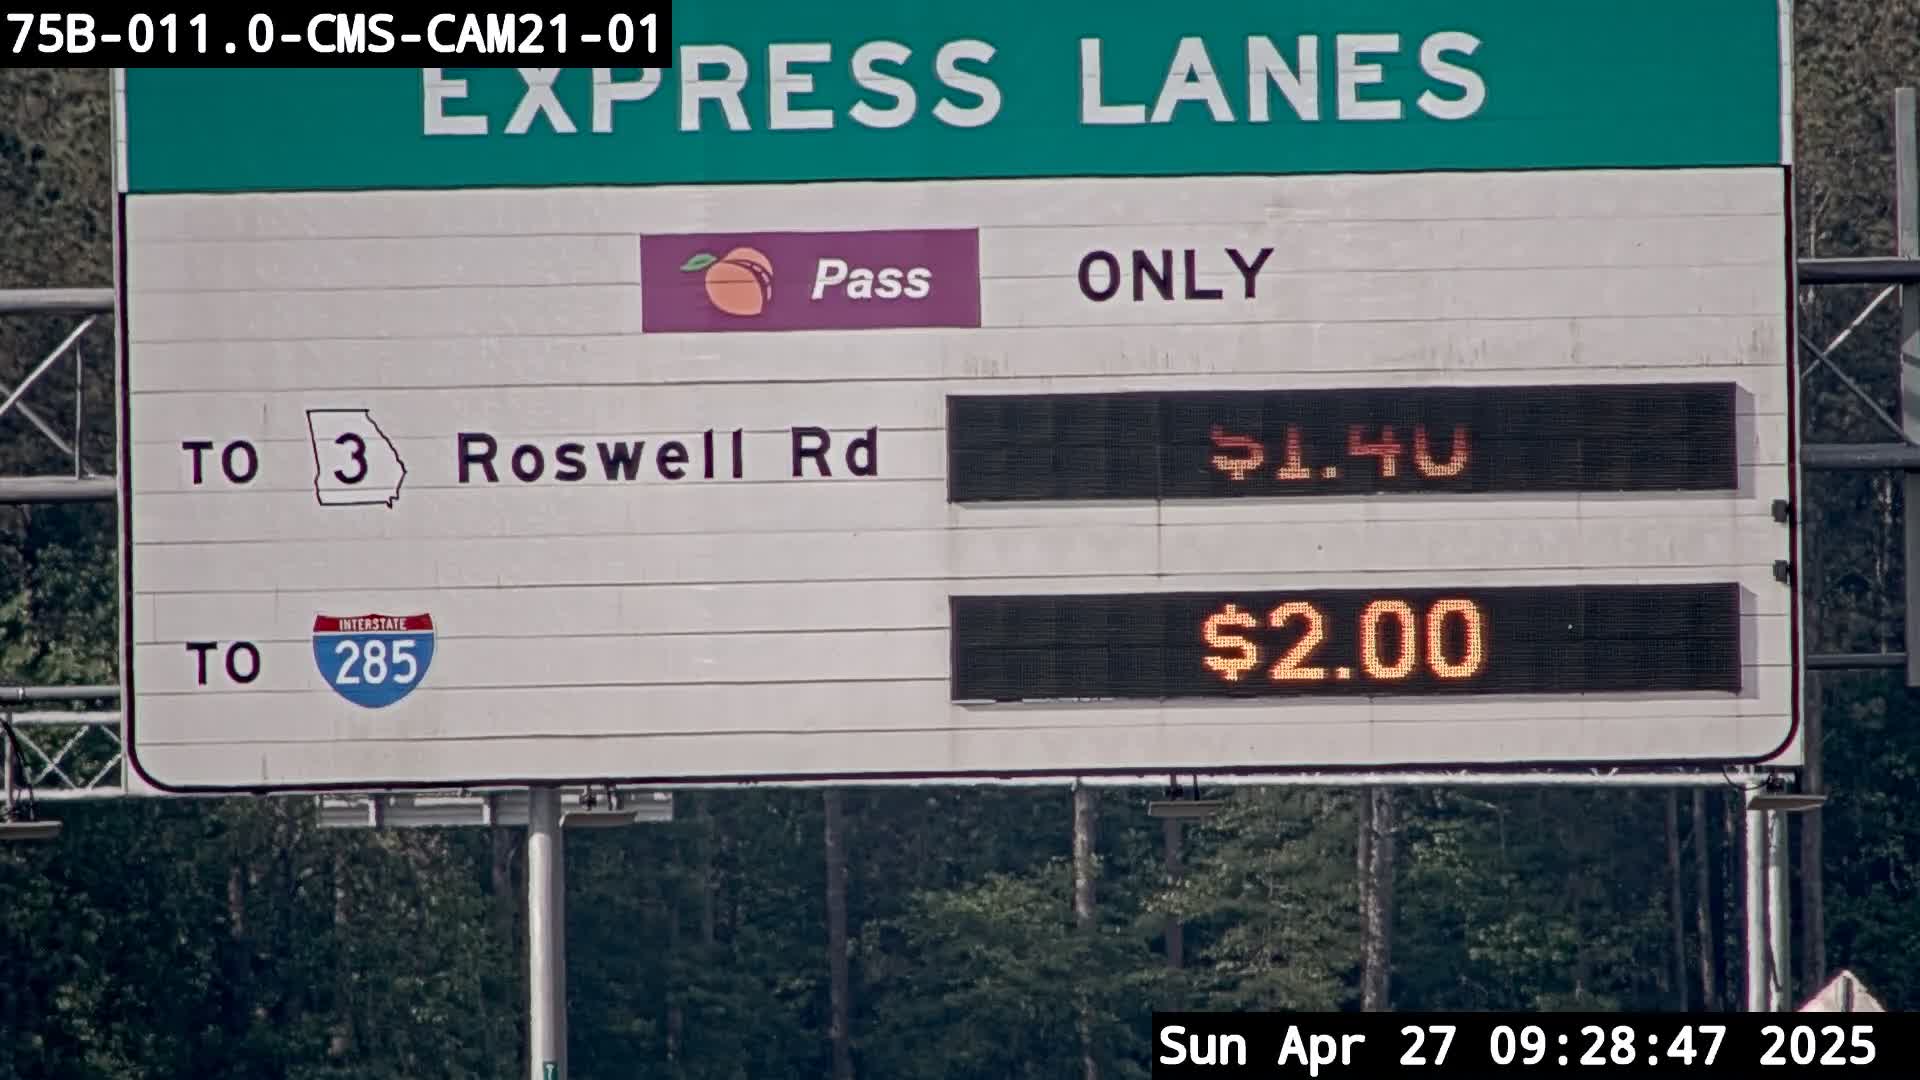 75B-011.0-CMS-CAM21-01
EXPRESS LANES
Pass ONLY
TO 3 Roswell Rd $1.40
TO INTERSTATE 285 $2.00
Sun Apr 27 09:28:47 2025